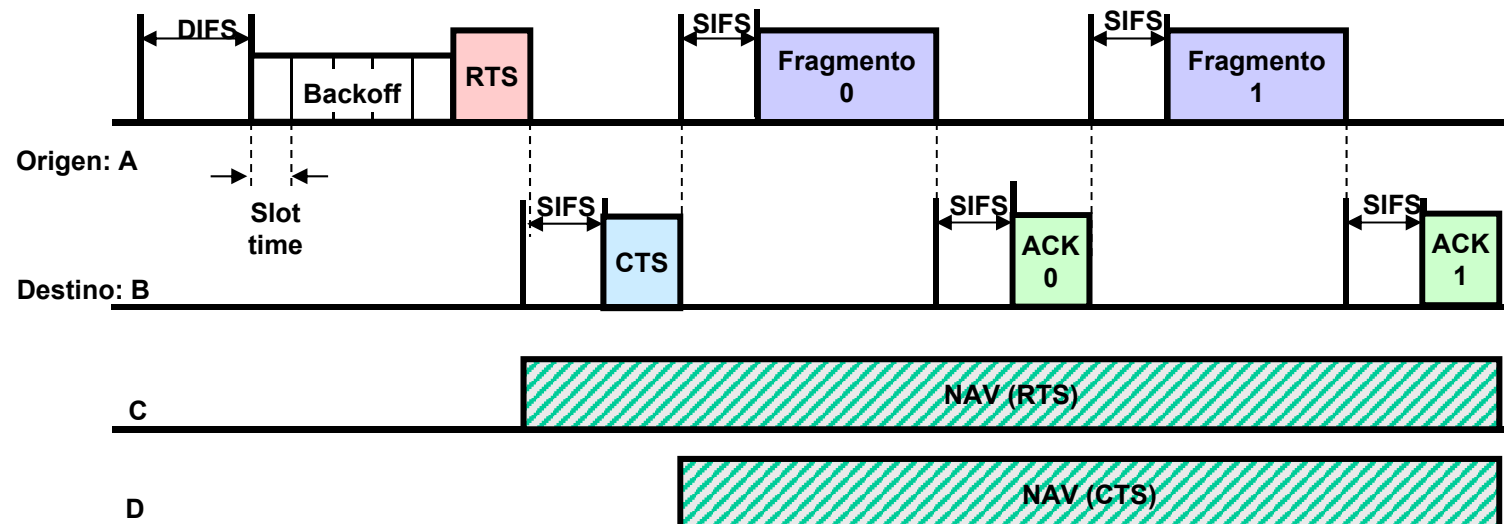 DIFS
SIFS
SIFS
Fragmento
0
Fragmento
1
RTS
Backoff
Origen: A
Slot
time
SIFS
SIFS
SIFS
CTS
ACK
0
ACK
1
Destino: B
NAV (RTS)
C
NAV (CTS)
D